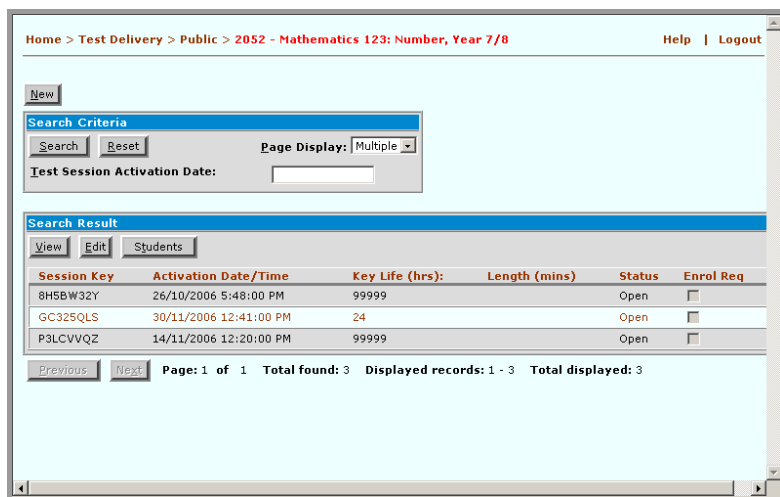 Home > Test Delivery > Public > 2052 - Mathematics 123: Number, Year 7/8 Help | Logout
New
Search Criteria
Search Reset Page Display: Multiple
Test Session Activation Date:
Search Result
View Edit Students
Session Key Activation Date/Time Key Life (hrs): Length (mins) Status Enrol Req
8H5BW32Y 26/10/2006 5:48:00 PM 99999 Open
GC325QLS 30/11/2006 12:41:00 PM 24 Open
P3LCVVQZ 14/11/2006 12:20:00 PM 99999 Open
Previous Next Page: 1 of 1 Total found: 3 Displayed records: 1 - 3 Total displayed: 3